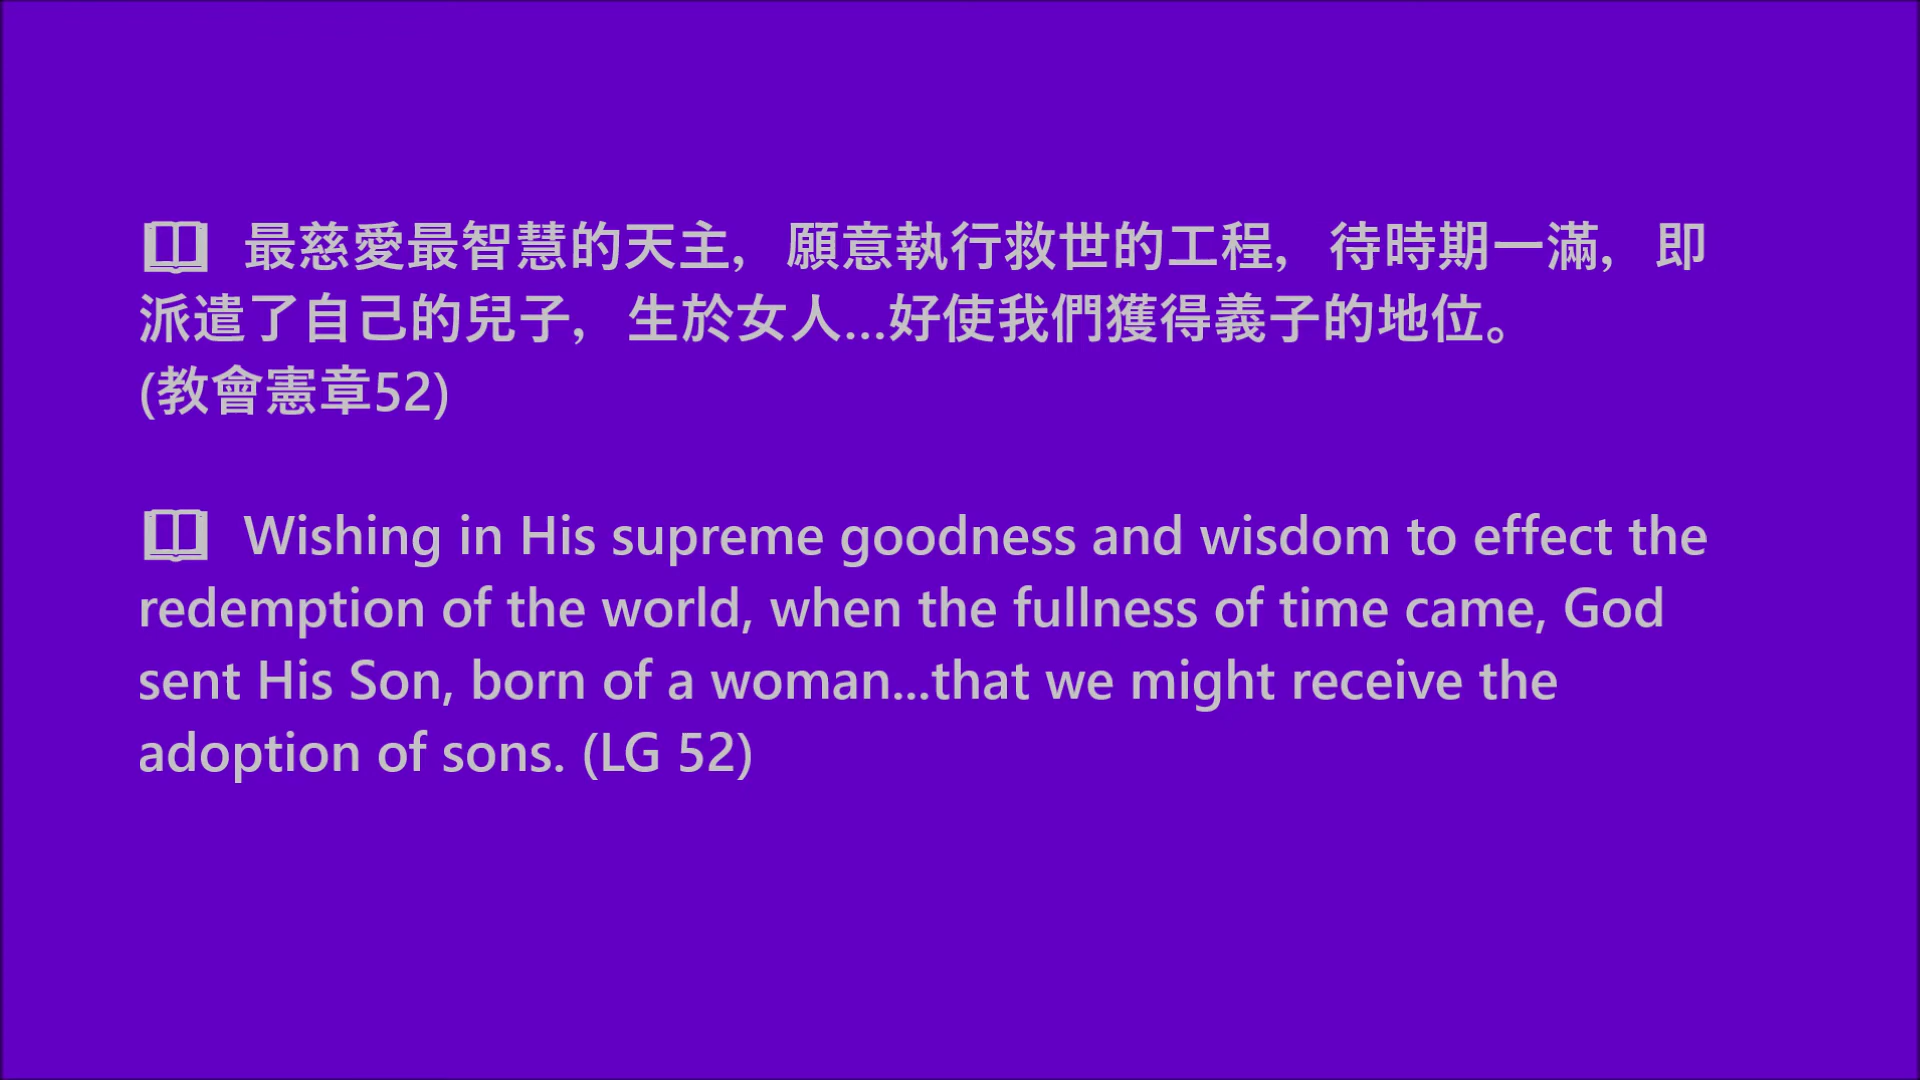 🕮 最慈愛最智慧的天主, 願意執行救世的工程, 待時期一滿, 即
派遣了自己的兒子, 生於女人...好使我們獲得義子的地位。
(教會憲章52)
🕮 Wishing in His supreme goodness and wisdom to effect the
redemption of the world, when the fullness of time came, God
sent His Son, born of a woman...that we might receive the
adoption of sons. (LG 52)